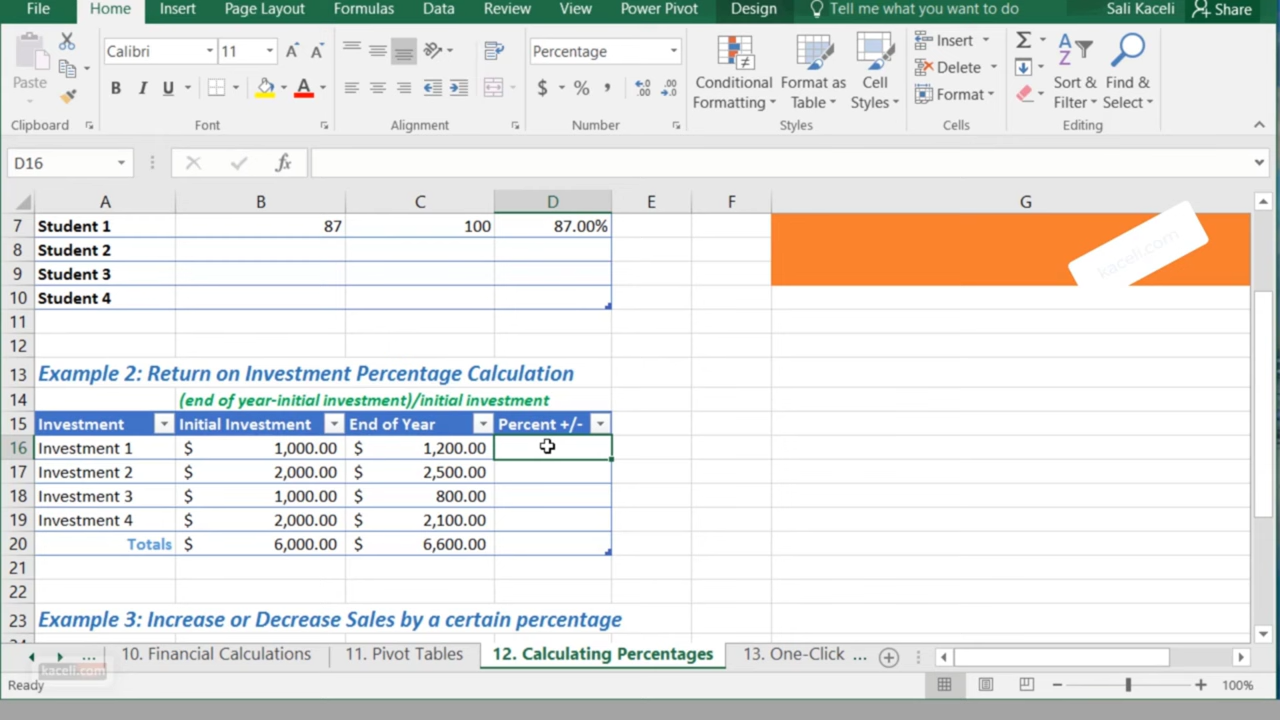 File Home Insert Page Layout Formulas Data Review View Power Pivot Design Tell me what you want to do Sali Kaceli Share
Paste Calibri 11 A A Percentage Conditional Formatting Format as Table Cell Styles Insert Delete Format Sort & Filter Find & Select
B I U A $ % , .0 .00 .00 .0
Clipboard Font Alignment Number Styles Cells Editing
D16 fx
A B C D E F G
7 Student 1 87 100 87.00%
kaceli.com
8 Student 2
9 Student 3
10 Student 4
11
12
13 Example 2: Return on Investment Percentage Calculation
14 (end of year-initial investment)/initial investment
15 Investment Initial Investment End of Year Percent +/-
16 Investment 1 $ 1,000.00 $ 1,200.00
17 Investment 2 $ 2,000.00 $ 2,500.00
18 Investment 3 $ 1,000.00 $ 800.00
19 Investment 4 $ 2,000.00 $ 2,100.00
20 Totals $ 6,000.00 $ 6,600.00
21
22
23 Example 3: Increase or Decrease Sales by a certain percentage
... 10. Financial Calculations 11. Pivot Tables 12. Calculating Percentages 13. One-Click ...
kaceli.com
Ready 100%